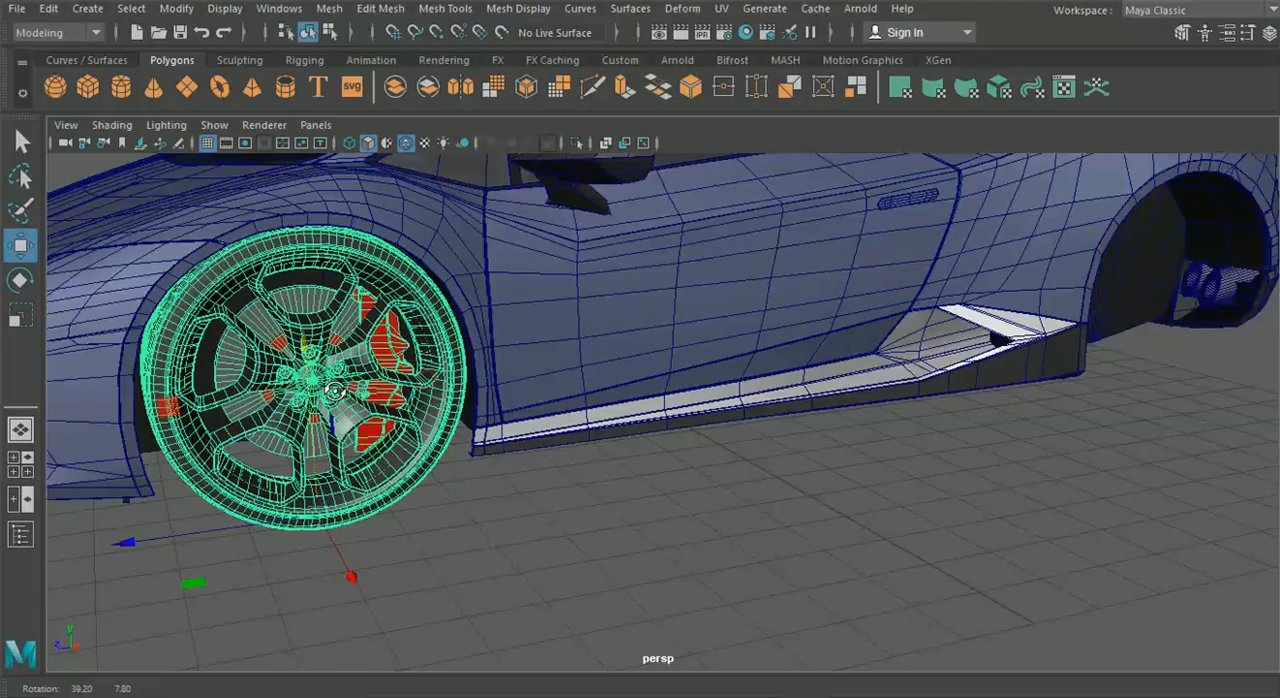 File Edit Create Select Modify Display Windows Mesh Edit Mesh Mesh Tools Mesh Display Curves Surfaces Deform UV Generate Cache Arnold Help Workspace : Maya Classic
Modeling No Live Surface Sign In
Curves / Surfaces Polygons Sculpting Rigging Animation Rendering FX FX Caching Custom Arnold Bifrost MASH Motion Graphics XGen
T SVG
View Shading Lighting Show Renderer Panels
IPR
y
z
persp
M
Rotation: 39.20 7.80